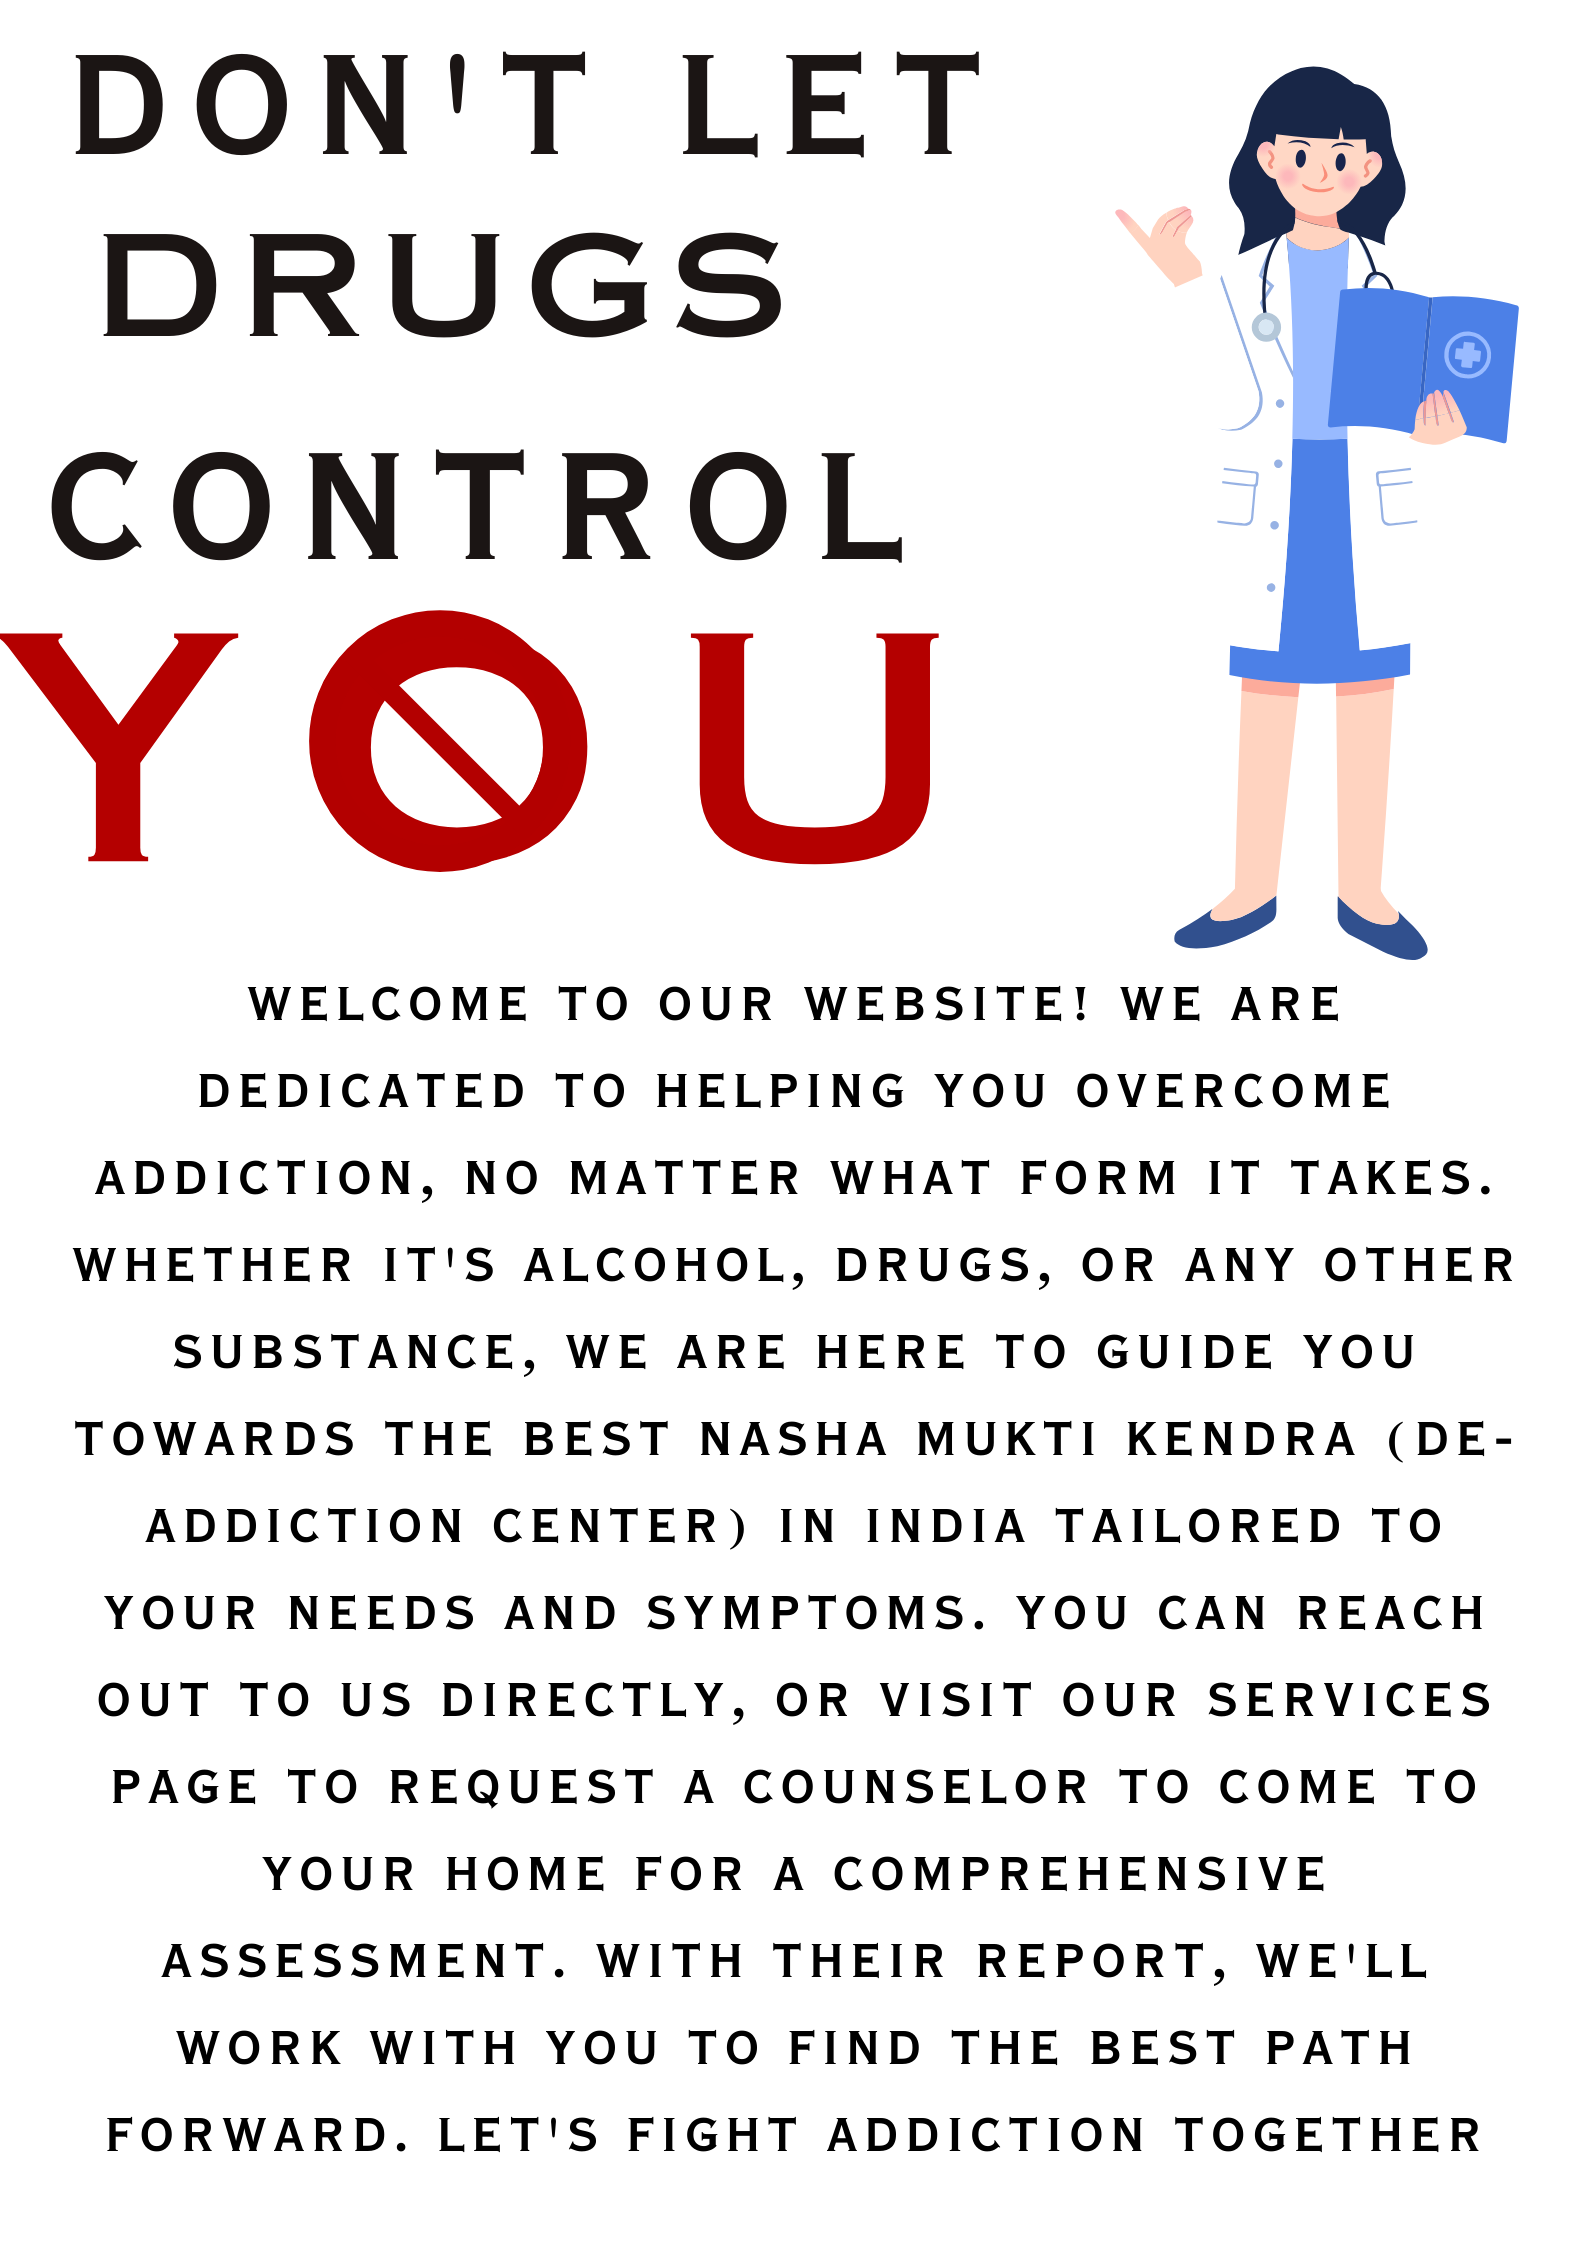 DON'T LET
DRUGS
CONTROL
YOU
WELCOME TO OUR WEBSITE! WE ARE
DEDICATED TO HELPING YOU OVERCOME
ADDICTION, NO MATTER WHAT FORM IT TAKES.
WHETHER IT'S ALCOHOL, DRUGS, OR ANY OTHER
SUBSTANCE, WE ARE HERE TO GUIDE YOU
TOWARDS THE BEST NASHA MUKTI KENDRA (DE-
ADDICTION CENTER) IN INDIA TAILORED TO
YOUR NEEDS AND SYMPTOMS. YOU CAN REACH
OUT TO US DIRECTLY, OR VISIT OUR SERVICES
PAGE TO REQUEST A COUNSELOR TO COME TO
YOUR HOME FOR A COMPREHENSIVE
ASSESSMENT. WITH THEIR REPORT, WE'LL
WORK WITH YOU TO FIND THE BEST PATH
FORWARD. LET'S FIGHT ADDICTION TOGETHER